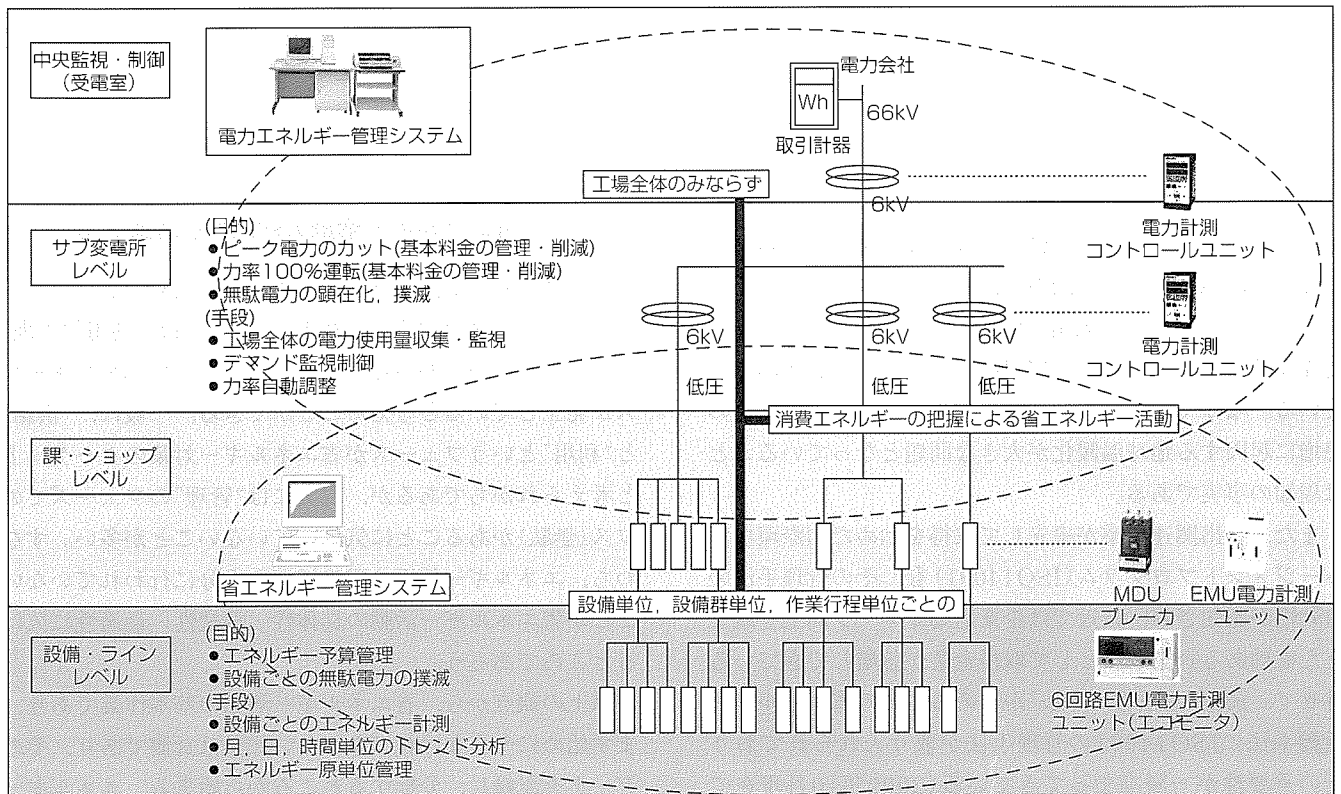 中央監視・制御
(受電室)
電力エネルギー管理システム
電力会社
Wh
66kV
取引計器
工場全体のみならず
6kV
電力計測
コントロールユニット
サブ変電所
レベル
(目的)
●ピーク電力のカット(基本料金の管理・削減)
●力率100%運転(基本料金の管理・削減)
●無駄電力の顕在化，撲滅
(手段)
●工場全体の電力使用量収集・監視
●デマンド監視制御
●力率自動調整
6kV
6kV
6kV
電力計測
コントロールユニット
低圧
低圧
低圧
消費エネルギーの把握による省エネルギー活動
課・ショップ
レベル
省エネルギー管理システム
MDU
ブレーカ
EMU電力計測
ユニット
設備単位，設備群単位，作業行程単位ごとの
設備・ライン
レベル
(目的)
●エネルギー予算管理
●設備ごとの無駄電力の撲滅
(手段)
●設備ごとのエネルギー計測
●月，日，時間単位のトレンド分析
●エネルギー原単位管理
6回路EMU電力計測
ユニット(エコモニタ)